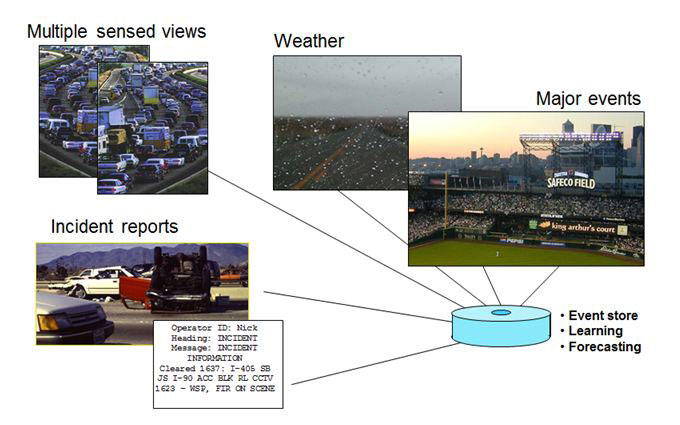 Multiple sensed views
Weather
Major events
SAFECO FIELD
king arthur's court
PEPSI
Incident reports
Operator ID: Nick
Heading: INCIDENT
Message: INCIDENT
INFORMATION
Cleared 1637: I-405 SB
JS I-90 ACC BLK RL CCTV
1623 – WSP, FIR ON SCENE
• Event store
• Learning
• Forecasting